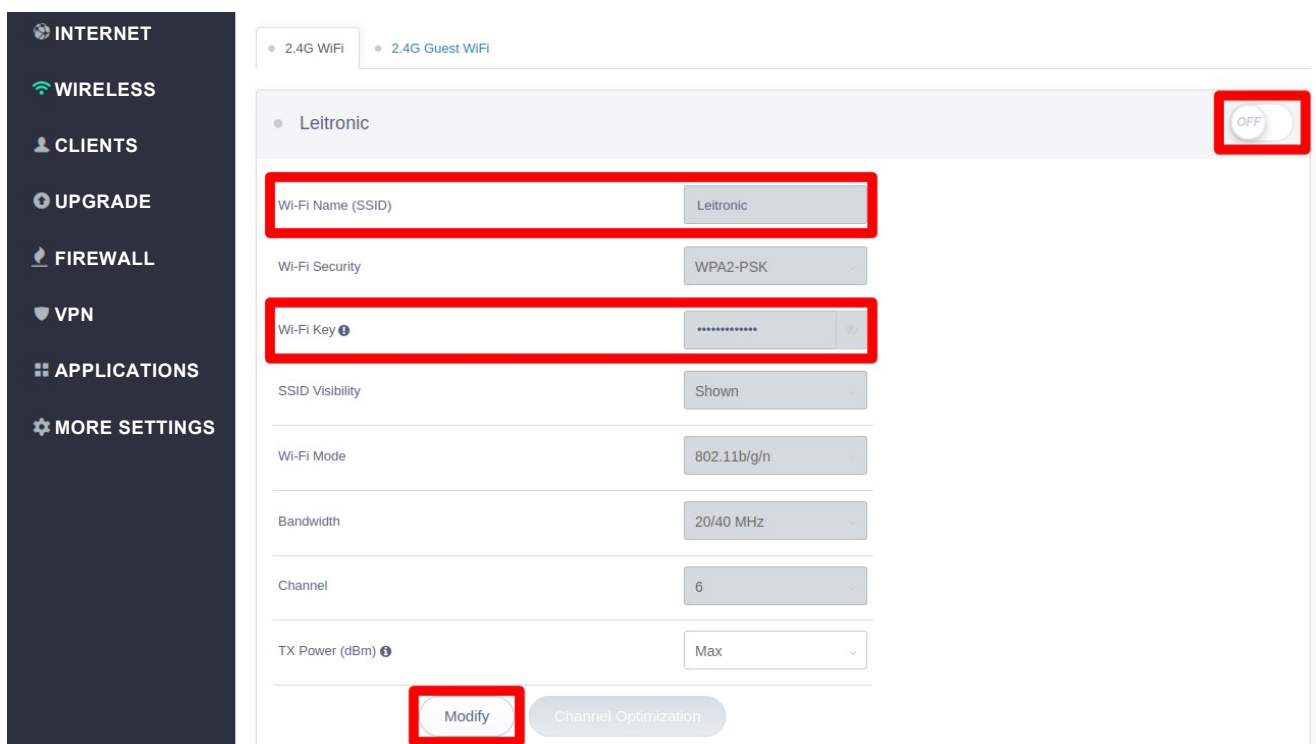 INTERNET
WIRELESS
CLIENTS
UPGRADE
FIREWALL
VPN
APPLICATIONS
MORE SETTINGS
2.4G WiFi 2.4G Guest WiFi
Leitronic OFF
Wi-Fi Name (SSID) Leitronic
Wi-Fi Security WPA2-PSK
Wi-Fi Key •••••••••••••
SSID Visibility Shown
Wi-Fi Mode 802.11b/g/n
Bandwidth 20/40 MHz
Channel 6
TX Power (dBm) Max
Modify Channel Optimization